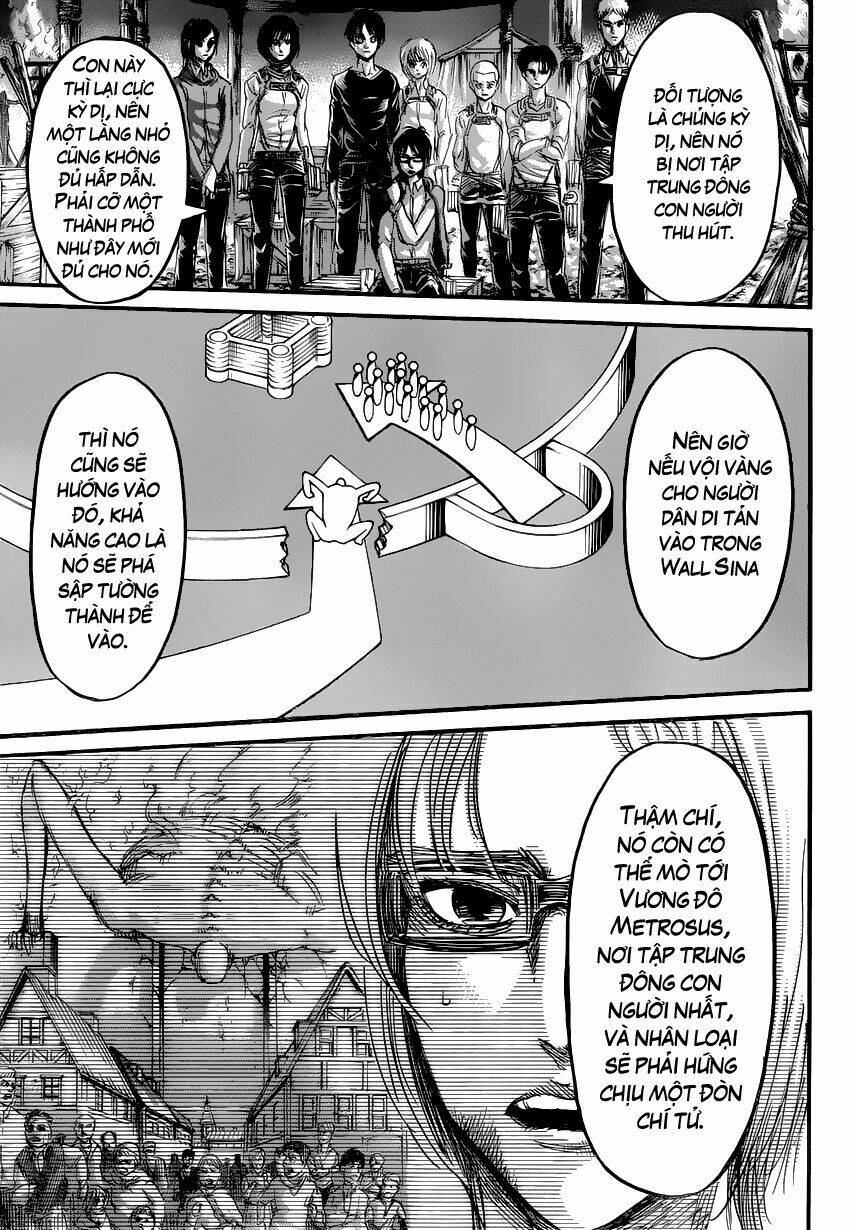 ĐỐI TƯỢNG
LÀ CHỦNG KỲ
DỊ, NÊN NÓ
BỊ NƠI TẬP
TRUNG ĐÔNG
CON NGƯỜI
THU HÚT.
CON NÀY
THÌ LẠI CỰC
KỲ DỊ, NÊN
MỘT LÀNG NHỎ
CŨNG KHÔNG
ĐỦ HẤP DẪN.
PHẢI CỠ MỘT
THÀNH PHỐ
NHƯ ĐÂY MỚI
ĐỦ CHO NÓ.
NÊN GIỜ
NẾU VỘI VÀNG
CHO NGƯỜI
DÂN DI TẢN
VÀO TRONG
WALL SINA
THÌ NÓ
CŨNG SẼ
HƯỚNG VÀO
ĐÓ, KHẢ
NĂNG CAO LÀ
NÓ SẼ PHÁ
SẬP TƯỜNG
THÀNH ĐỂ
VÀO.
THẬM CHÍ,
NÓ CÒN CÓ
THỂ MÒ TỚI
VƯƠNG ĐÔ
METROSUS,
NƠI TẬP TRUNG
ĐÔNG CON
NGƯỜI NHẤT,
VÀ NHÂN LOẠI
SẼ PHẢI HỨNG
CHỊU MỘT ĐÒN
CHÍ TỬ.